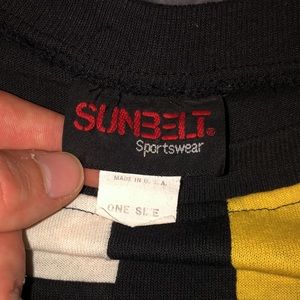 SUNBELT®
Sportswear
MADE IN U.S.A.
ONE SIZE